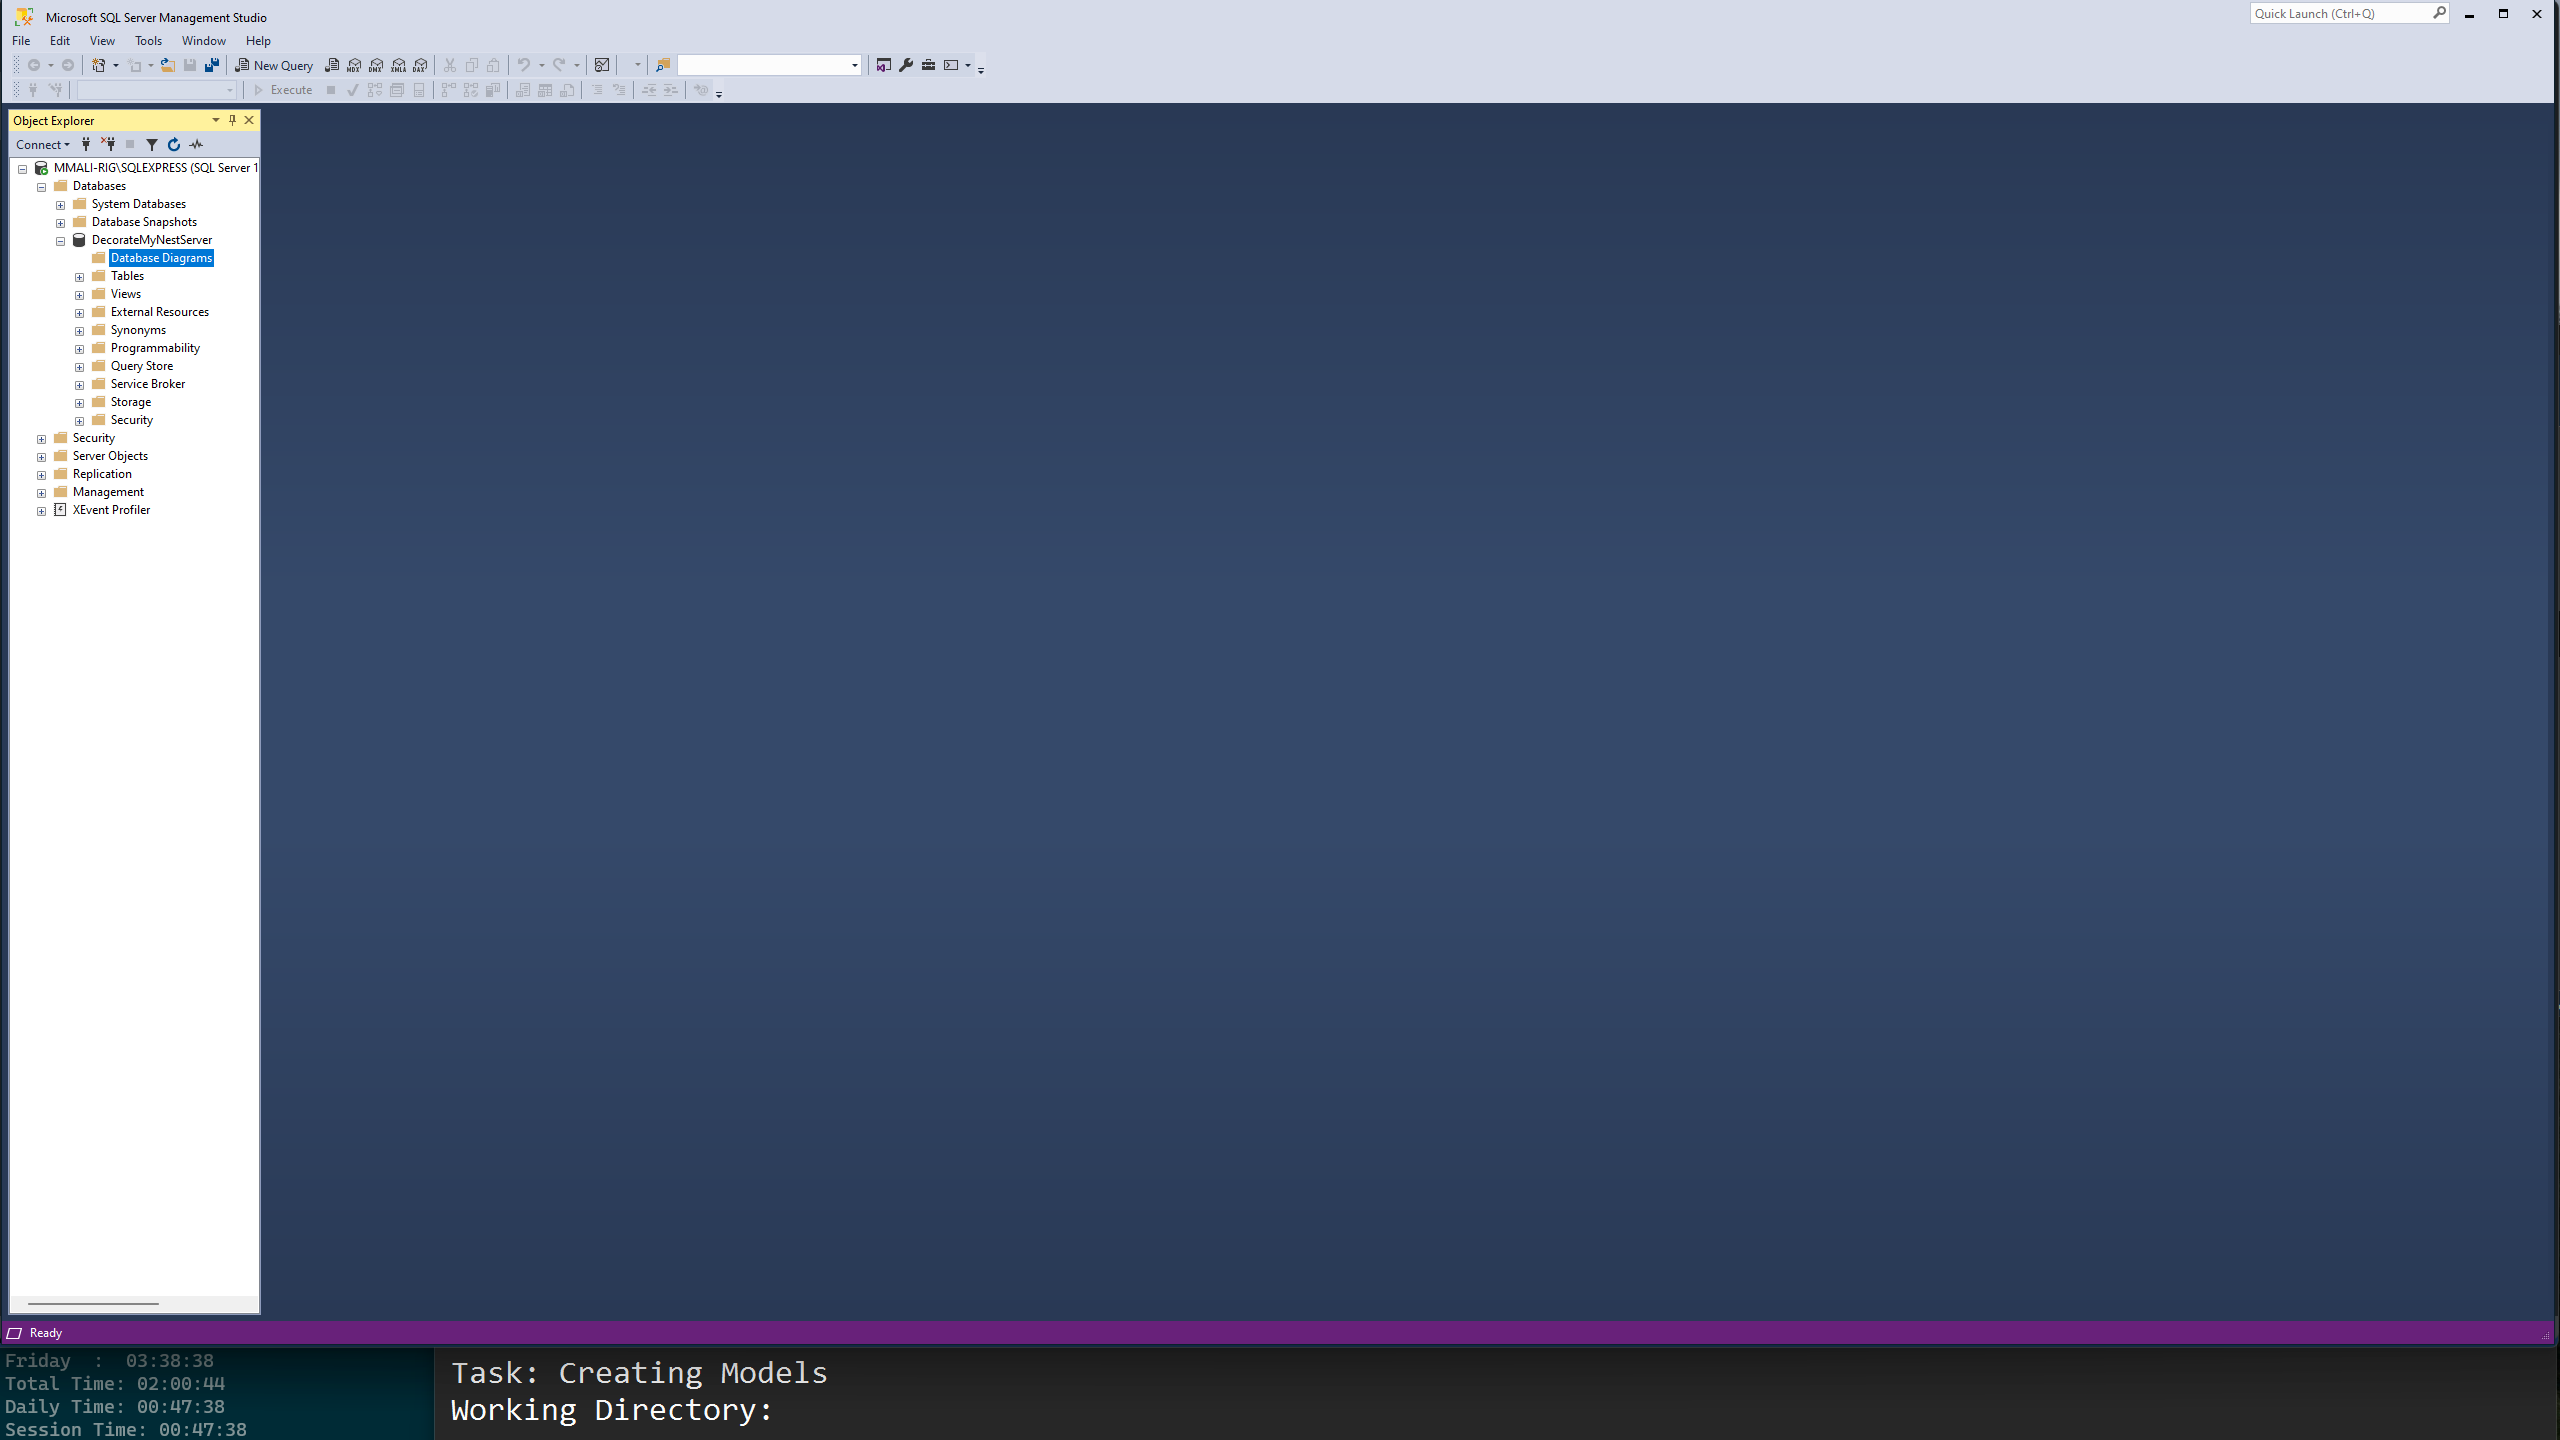 Microsoft SQL Server Management Studio
Quick Launch (Ctrl+Q)
File Edit View Tools Window Help
New Query MDX DMX XMLA DAX
Execute
Object Explorer
Connect
MMALI-RIG\SQLEXPRESS (SQL Server 1
Databases
System Databases
Database Snapshots
DecorateMyNestServer
Database Diagrams
Tables
Views
External Resources
Synonyms
Programmability
Query Store
Service Broker
Storage
Security
Security
Server Objects
Replication
Management
XEvent Profiler
Ready
Friday : 03:38:38
Total Time: 02:00:44
Daily Time: 00:47:38
Session Time: 00:47:38
Task: Creating Models
Working Directory: